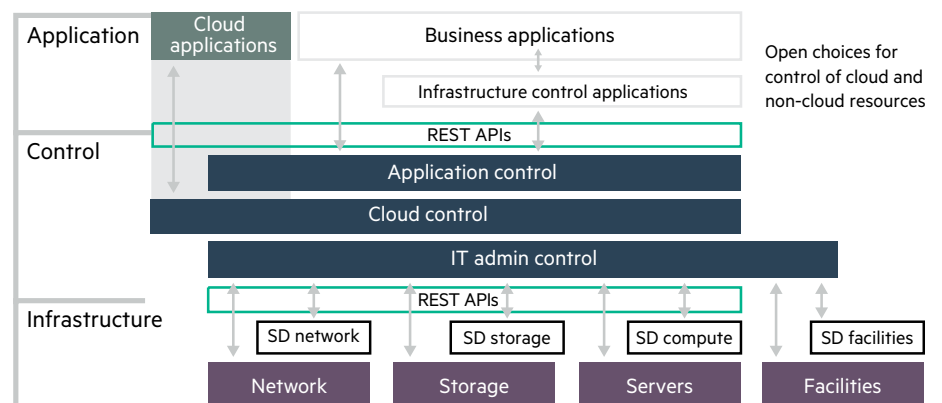 Application
Cloud
applications
Business applications
Open choices for
control of cloud and
non-cloud resources
Infrastructure control applications
REST APIs
Control
Application control
Cloud control
IT admin control
REST APIs
Infrastructure
SD network
SD storage
SD compute
SD facilities
Network
Storage
Servers
Facilities